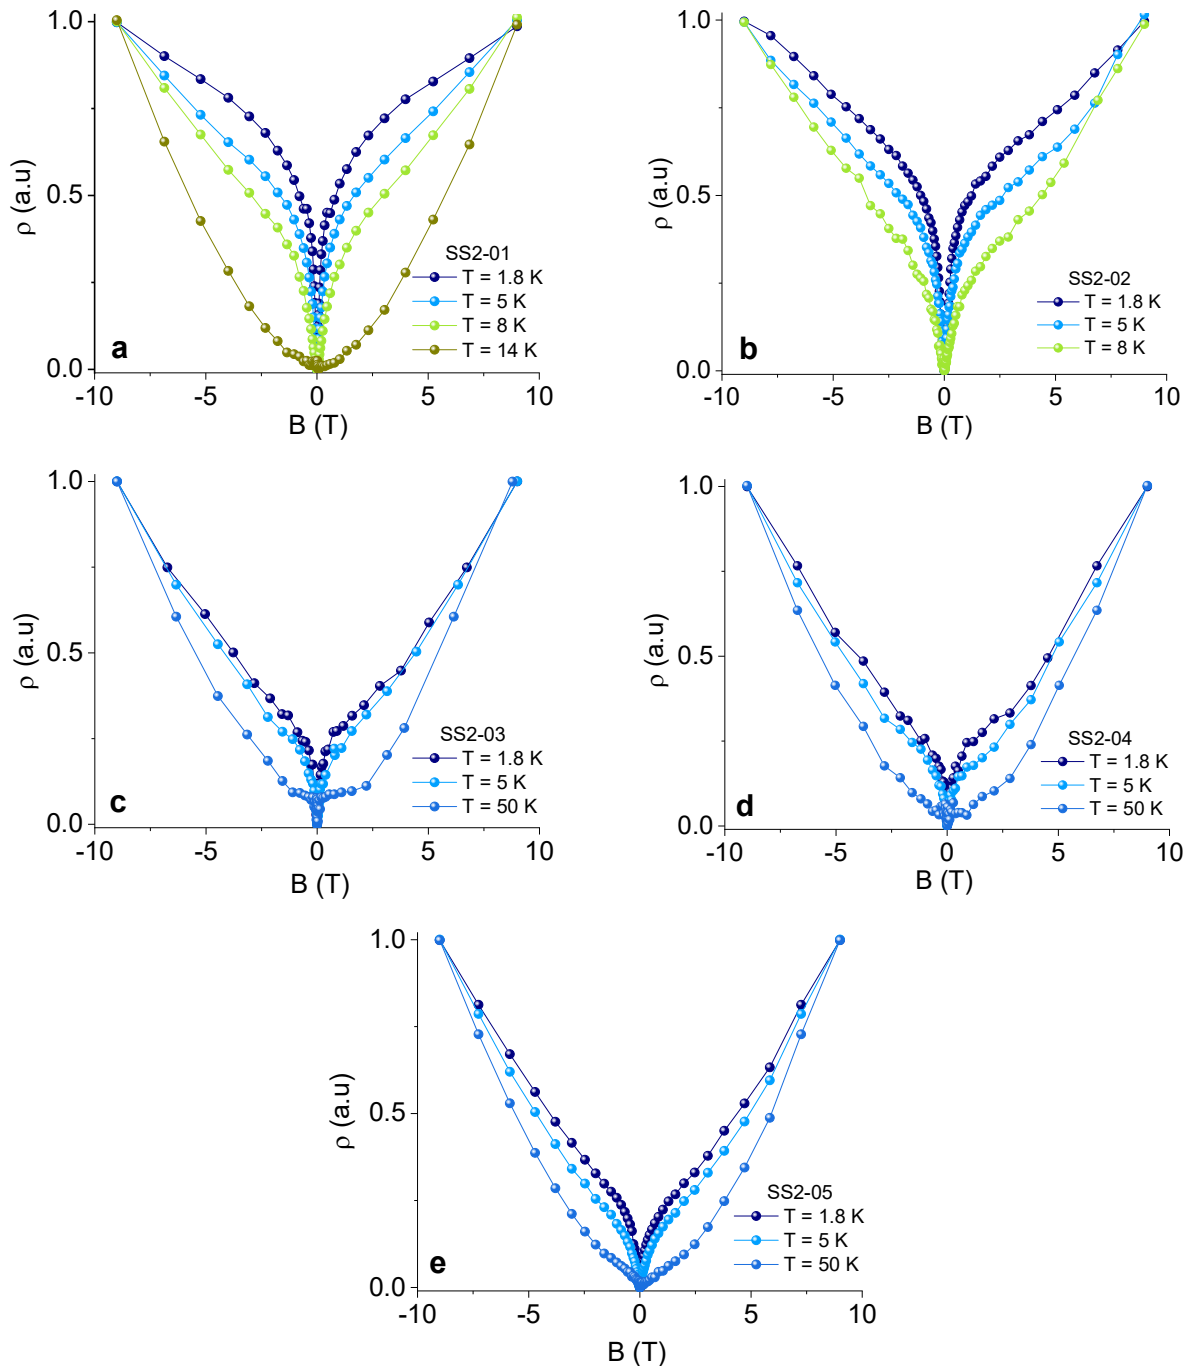 1.0
0.5
0.0
ρ (a.u)
SS2-01
T = 1.8 K
T = 5 K
T = 8 K
T = 14 K
a
-10 -5 0 5 10
B (T)
1.0
0.5
0.0
ρ (a.u)
SS2-02
T = 1.8 K
T = 5 K
T = 8 K
b
-10 -5 0 5 10
B (T)
1.0
0.5
0.0
ρ (a.u)
SS2-03
T = 1.8 K
T = 5 K
T = 50 K
c
-10 -5 0 5 10
B (T)
1.0
0.5
0.0
ρ (a.u)
SS2-04
T = 1.8 K
T = 5 K
T = 50 K
d
-10 -5 0 5 10
B (T)
1.0
0.5
0.0
ρ (a.u)
SS2-05
T = 1.8 K
T = 5 K
T = 50 K
e
-10 -5 0 5 10
B (T)